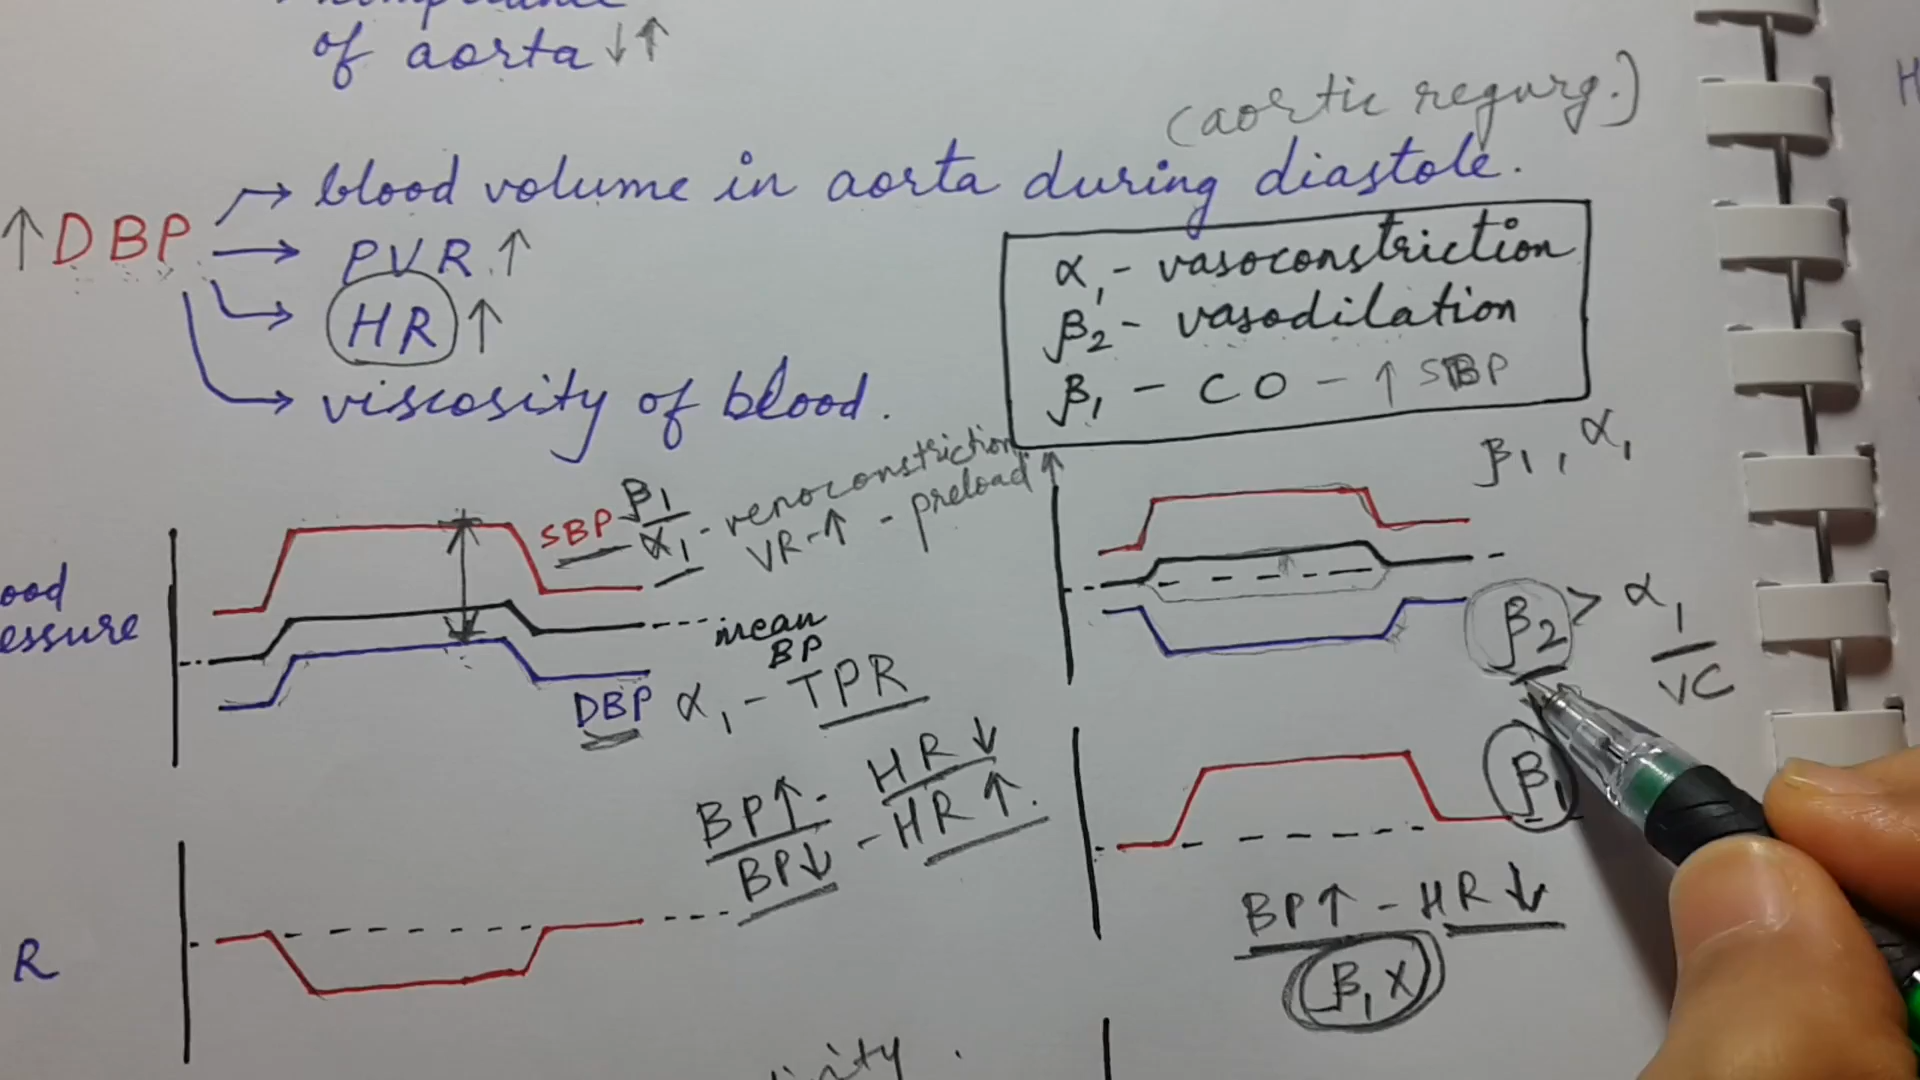 of aorta ↓↑
(aortic regurg.)
↑DBP → blood volume in aorta during diastole.
→ PVR ↑
→ HR ↑
→ viscosity of blood.
α₁ - vasoconstriction
β₂ - vasodilation
β₁ - CO - ↑ SBP
β₁, α₁
SBP β₁
α₁ - venoconstriction
VR-↑ - preload ↑
mean
BP
DBP α₁ - TPR
β₂ > α₁
VC
BP↑ - HR↓
BP↓ - HR↑.
β₁
BP↑ - HR↓
β₁ X
R
H